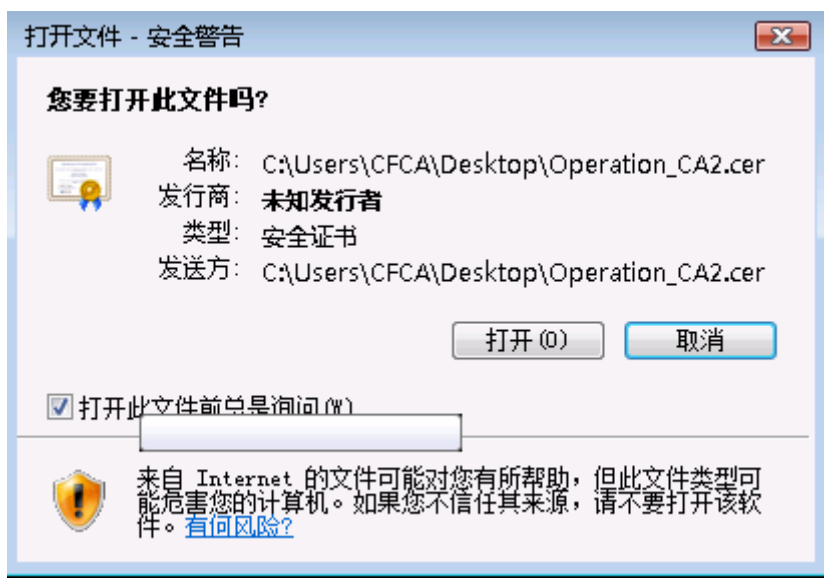 打开文件 - 安全警告
您要打开此文件吗?
名称: C:\Users\CFCA\Desktop\Operation_CA2.cer
发行商: 未知发行者
类型: 安全证书
发送方: C:\Users\CFCA\Desktop\Operation_CA2.cer
打开(O) 取消
打开此文件前总是询问(W)
来自 Internet 的文件可能对您有所帮助，但此文件类型可
能危害您的计算机。如果您不信任其来源，请不要打开该软
件。有何风险?